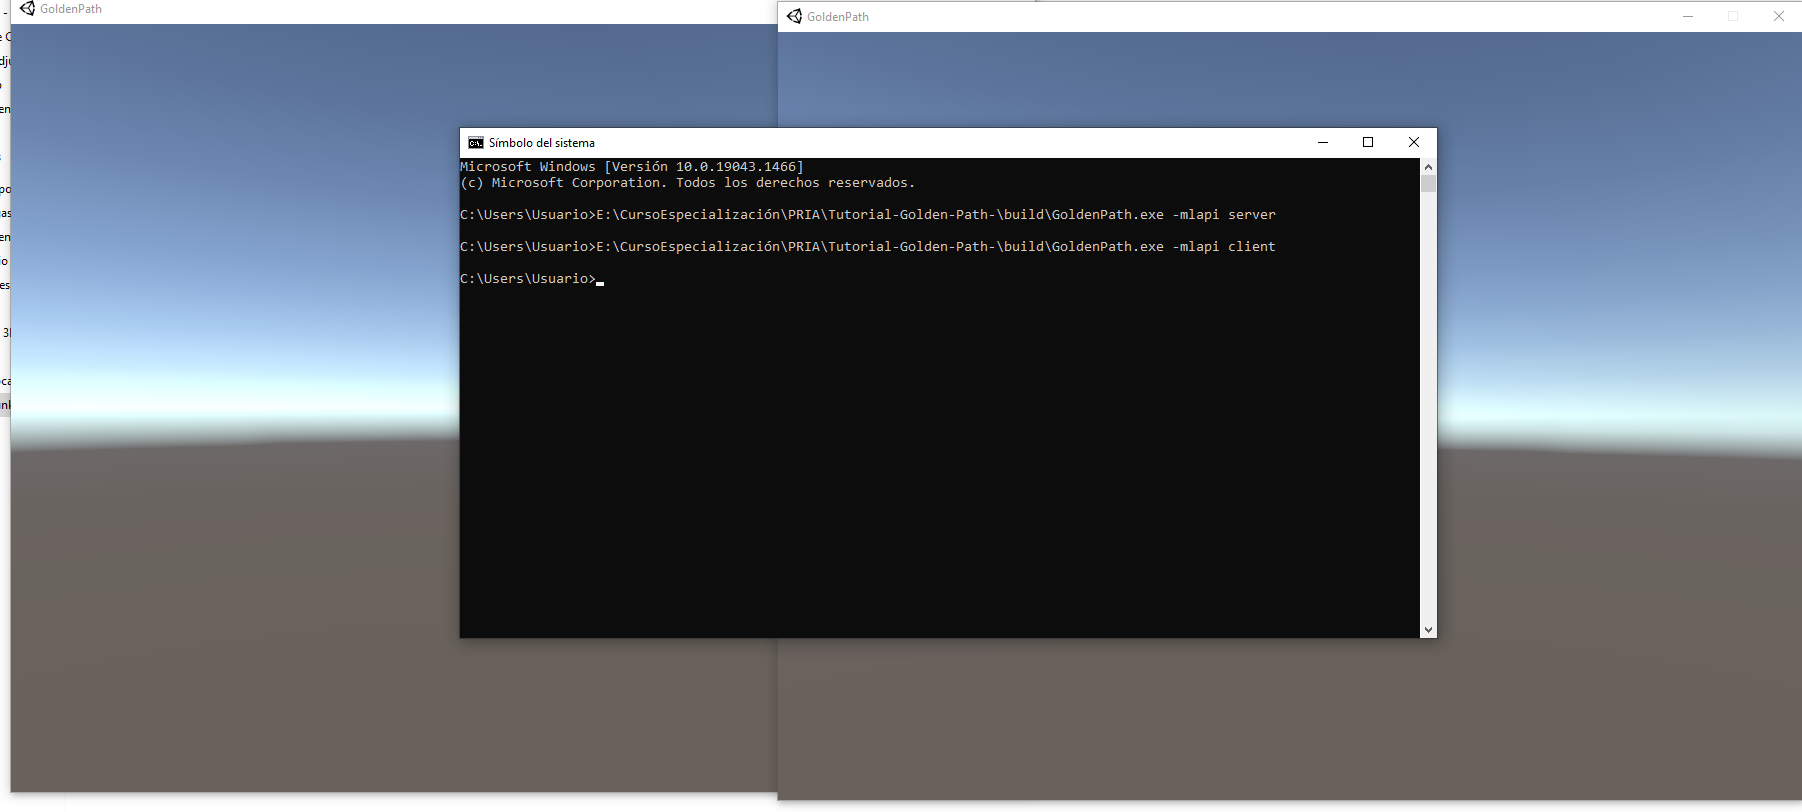 GoldenPath
GoldenPath
Símbolo del sistema
Microsoft Windows [Versión 10.0.19043.1466]
(c) Microsoft Corporation. Todos los derechos reservados.
C:\Users\Usuario>E:\CursoEspecialización\PRIA\Tutorial-Golden-Path-\build\GoldenPath.exe -mlapi server
C:\Users\Usuario>E:\CursoEspecialización\PRIA\Tutorial-Golden-Path-\build\GoldenPath.exe -mlapi client
C:\Users\Usuario>